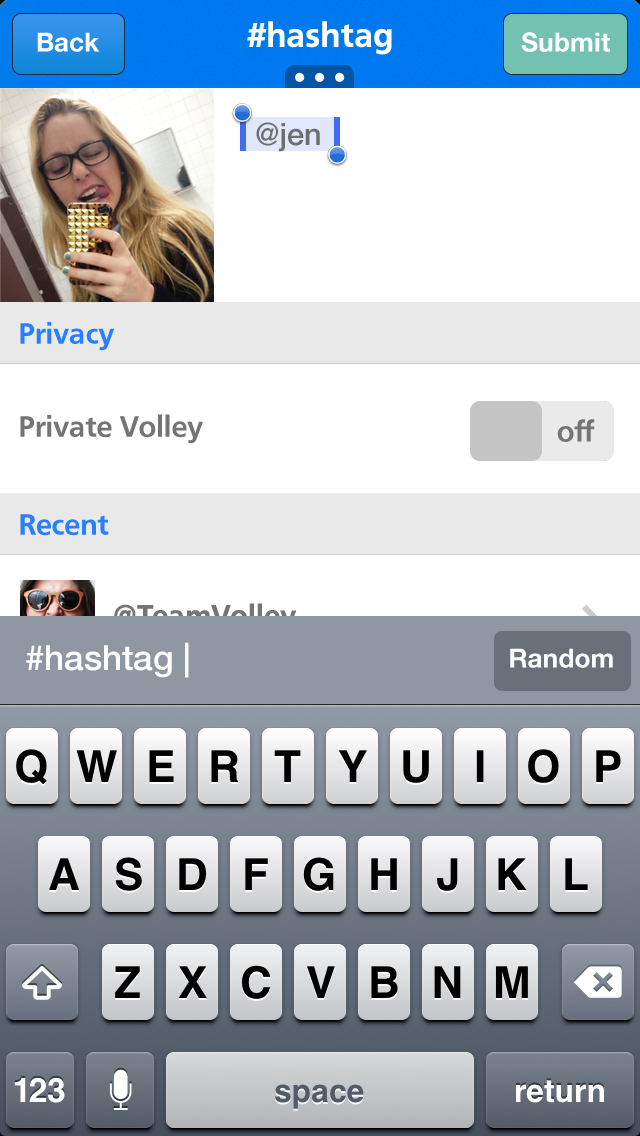 Back #hashtag Submit
@jen
Privacy
Private Volley off
Recent
@TeamVolley
#hashtag Random
Q W E R T Y U I O P
A S D F G H J K L
Z X C V B N M
123 space return